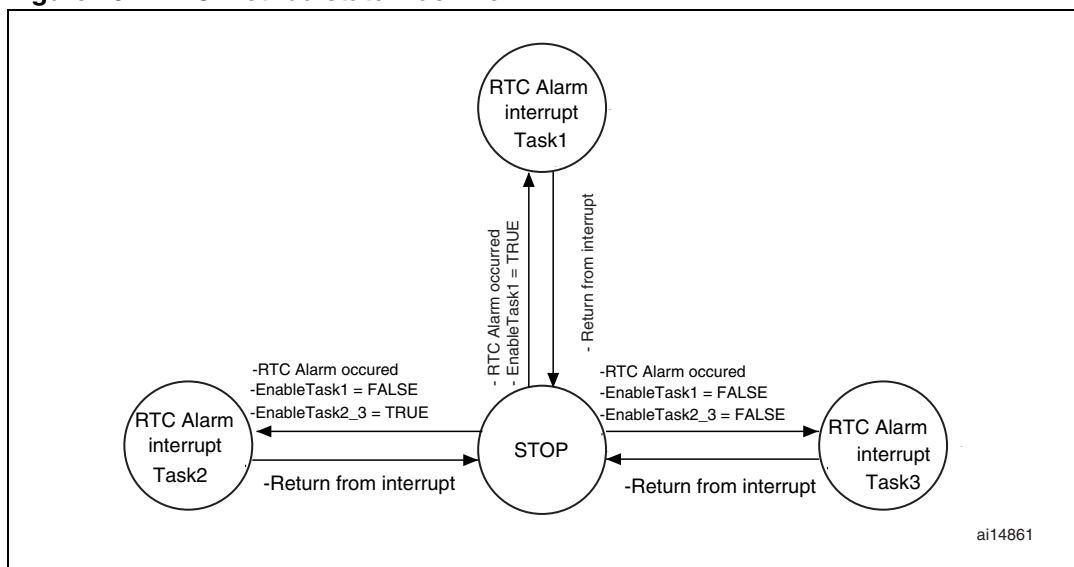 RTC Alarm
interrupt
Task1
- RTC Alarm occurred
- EnableTask1 = TRUE
- Return from interrupt
-RTC Alarm occured
-EnableTask1 = FALSE
-EnableTask2_3 = TRUE
-RTC Alarm occured
-EnableTask1 = FALSE
-EnableTask2_3 = FALSE
RTC Alarm
interrupt
Task2
STOP
RTC Alarm
interrupt
Task3
-Return from interrupt
-Return from interrupt
ai14861